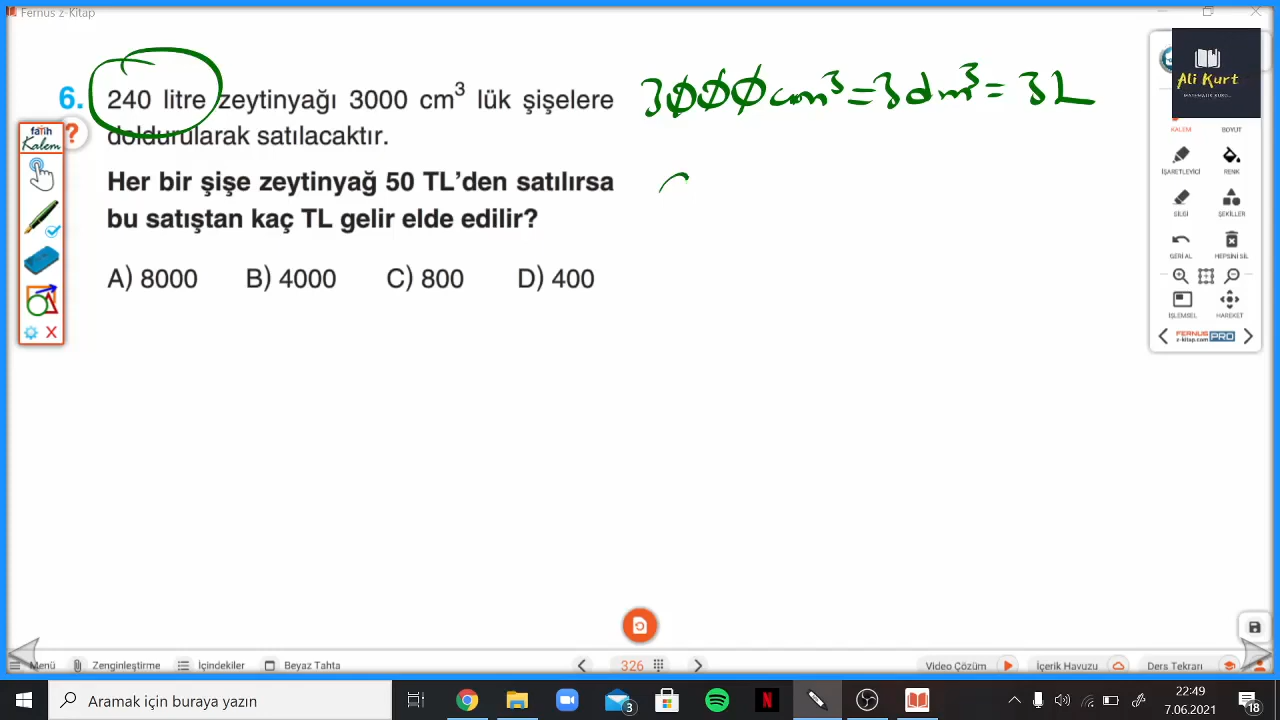 Fernus z-Kitap
6. 240 litre zeytinyağı 3000 cm³ lük şişelere
doldurularak satılacaktır.
Her bir şişe zeytinyağ 50 TL'den satılırsa
bu satıştan kaç TL gelir elde edilir?
A) 8000 B) 4000 C) 800 D) 400
3000 cm³ = 3 dm³ = 3L
fatih
Kalem
?
Ali Kurt
KALEM BOYUT
İŞARETLEYİCİ RENK
SİLGİ ŞEKİLLER
GERİ AL HEPSİNİ SİL
İŞLEMSEL HAREKET
FERNUS
z-kitap.com PRO
Menü Zenginleştirme İçindekiler Beyaz Tahta 326 Video Çözüm İçerik Havuzu Ders Tekrarı
Aramak için buraya yazın
3
22:49
7.06.2021
18